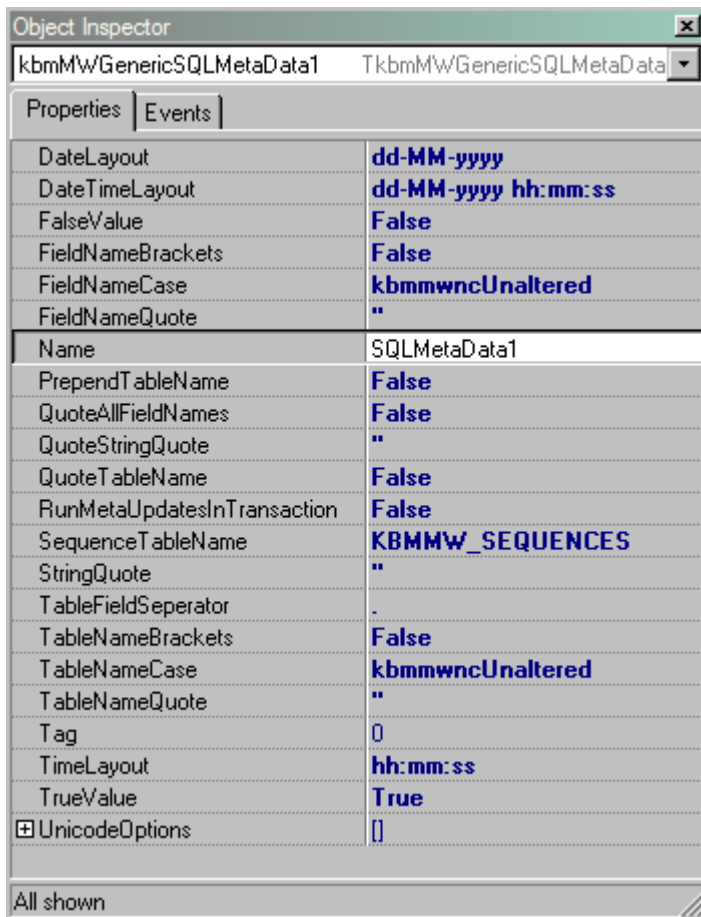 Object Inspector
kbmMWGenericSQLMetaData1 TkbmMWGenericSQLMetaData
Properties Events
DateLayout dd-MM-yyyy
DateTimeLayout dd-MM-yyyy hh:mm:ss
FalseValue False
FieldNameBrackets False
FieldNameCase kbmmwncUnaltered
FieldNameQuote "
Name SQLMetaData1
PrependTableName False
QuoteAllFieldNames False
QuoteStringQuote "
QuoteTableName False
RunMetaUpdatesInTransaction False
SequenceTableName KBMMW_SEQUENCES
StringQuote "
TableFieldSeperator .
TableNameBrackets False
TableNameCase kbmmwncUnaltered
TableNameQuote "
Tag 0
TimeLayout hh:mm:ss
TrueValue True
UnicodeOptions []
All shown